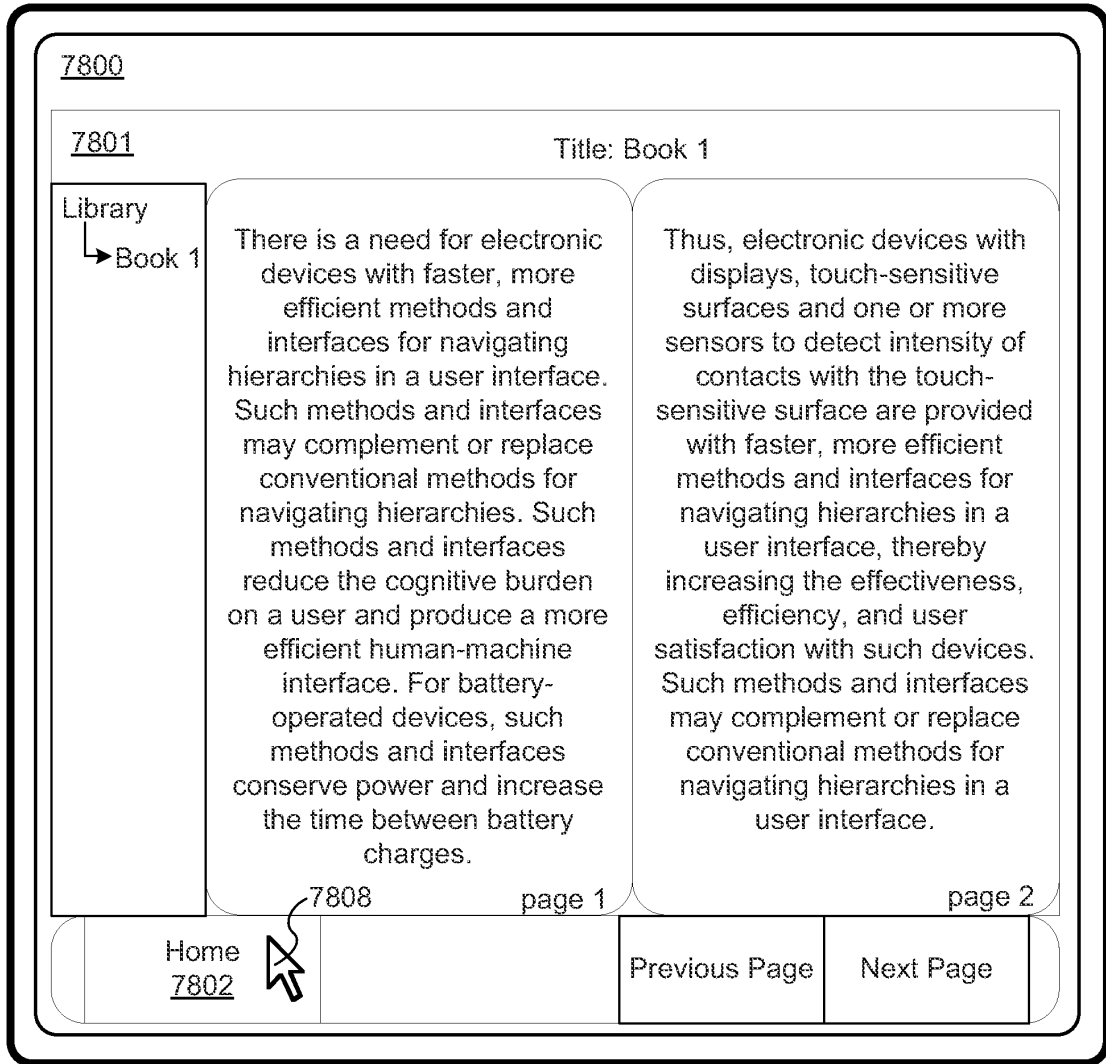 7800
7801
Title: Book 1
Library
Book 1
There is a need for electronic
devices with faster, more
efficient methods and
interfaces for navigating
hierarchies in a user interface.
Such methods and interfaces
may complement or replace
conventional methods for
navigating hierarchies. Such
methods and interfaces
reduce the cognitive burden
on a user and produce a more
efficient human-machine
interface. For battery-
operated devices, such
methods and interfaces
conserve power and increase
the time between battery
charges.
page 1
Thus, electronic devices with
displays, touch-sensitive
surfaces and one or more
sensors to detect intensity of
contacts with the touch-
sensitive surface are provided
with faster, more efficient
methods and interfaces for
navigating hierarchies in a
user interface, thereby
increasing the effectiveness,
efficiency, and user
satisfaction with such devices.
Such methods and interfaces
may complement or replace
conventional methods for
navigating hierarchies in a
user interface.
page 2
7808
Home
7802
Previous Page
Next Page